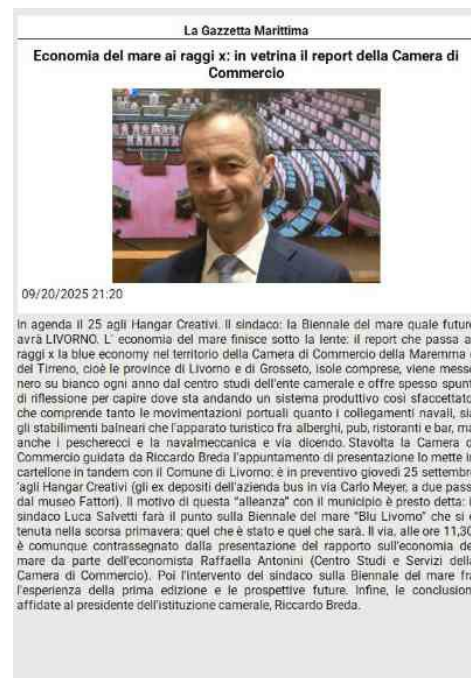 La Gazzetta Marittima
Economia del mare ai raggi x: in vetrina il report della Camera di
Commercio
09/20/2025 21:20
In agenda il 25 agli Hangar Creativi. Il sindaco: la Biennale del mare quale future
avrà LIVORNO. L' economia del mare finisce sotto la lente: il report che passa a
raggi x la blue economy nel territorio della Camera di Commercio della Maremma
del Tirreno, cioè le province di Livorno e di Grosseto, isole comprese, viene mess
nero su bianco ogni anno dal centro studi dell'ente camerale e offre spesso spunt
di riflessione per capire dove sta andando un sistema produttivo così sfaccettato
che comprende tanto le movimentazioni portuali quanto i collegamenti navali, sia
gli stabilimenti balneari che l'apparato turistico fra alberghi, pub, ristoranti e bar, ma
anche i pescherecci e la navalmeccanica e via dicendo. Stavolta la Camera d
Commercio guidata da Riccardo Breda l'appuntamento di presentazione lo mette in
cartellone in tandem con il Comune di Livorno: è in preventivo giovedì 25 settembre
'agli Hangar Creativi (gli ex depositi dell'azienda bus in via Carlo Meyer, a due pass
dal museo Fattori). Il motivo di questa "alleanza" con il municipio è presto detta: i
sindaco Luca Salvetti farà il punto sulla Biennale del mare "Blu Livorno" che si è
tenuta nella scorsa primavera: quel che è stato e quel che sarà. Il via, alle ore 11,30
è comunque contrassegnato dalla presentazione del rapporto sull'economia de
mare da parte dell'economista Raffaella Antonini (Centro Studi e Servizi della
Camera di Commercio). Poi l'intervento del sindaco sulla Biennale del mare fra
l'esperienza della prima edizione e le prospettive future. Infine, le conclusion
affidate al presidente dell'istituzione camerale, Riccardo Breda.